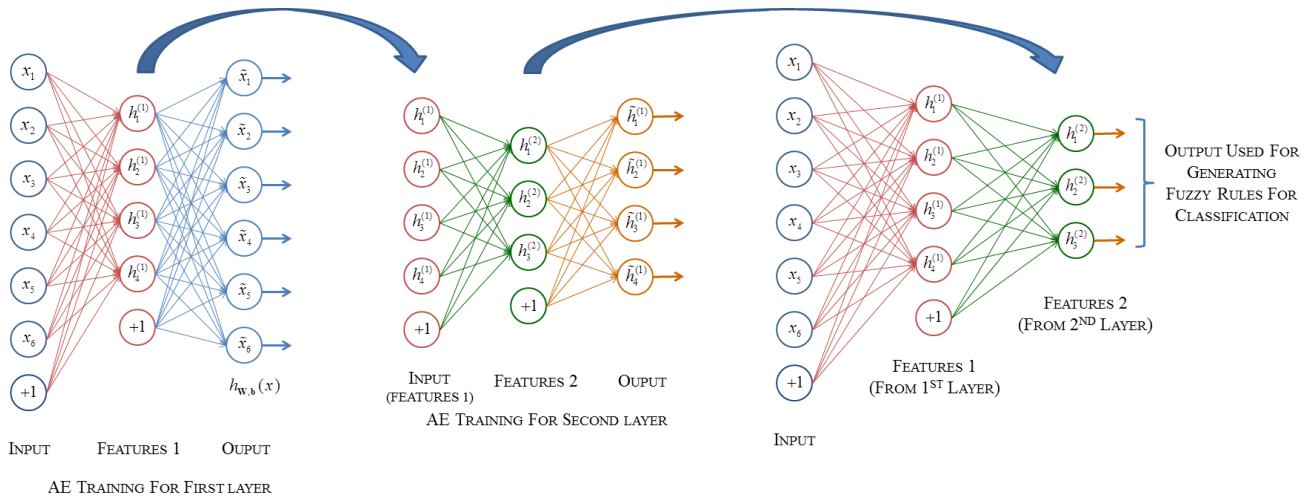 x₁
x₂
x₃
x₄
x₅
x₆
+1
h₁⁽¹⁾
h₂⁽¹⁾
h₃⁽¹⁾
h₄⁽¹⁾
+1
x̃₁
x̃₂
x̃₃
x̃₄
x̃₅
x̃₆
h_W,b(x)
INPUT
FEATURES 1
OUPUT
AE TRAINING FOR FIRST LAYER
h₁⁽¹⁾
h₂⁽¹⁾
h₃⁽¹⁾
h₄⁽¹⁾
+1
h₁⁽²⁾
h₂⁽²⁾
h₃⁽²⁾
+1
h̃₁⁽¹⁾
h̃₂⁽¹⁾
h̃₃⁽¹⁾
h̃₄⁽¹⁾
INPUT
(FEATURES 1)
FEATURES 2
OUPUT
AE TRAINING FOR SECOND LAYER
x₁
x₂
x₃
x₄
x₅
x₆
+1
h₁⁽¹⁾
h₂⁽¹⁾
h₃⁽¹⁾
h₄⁽¹⁾
+1
h₁⁽²⁾
h₂⁽²⁾
h₃⁽²⁾
INPUT
FEATURES 1
(FROM 1ST LAYER)
FEATURES 2
(FROM 2ND LAYER)
OUTPUT USED FOR
GENERATING
FUZZY RULES FOR
CLASSIFICATION